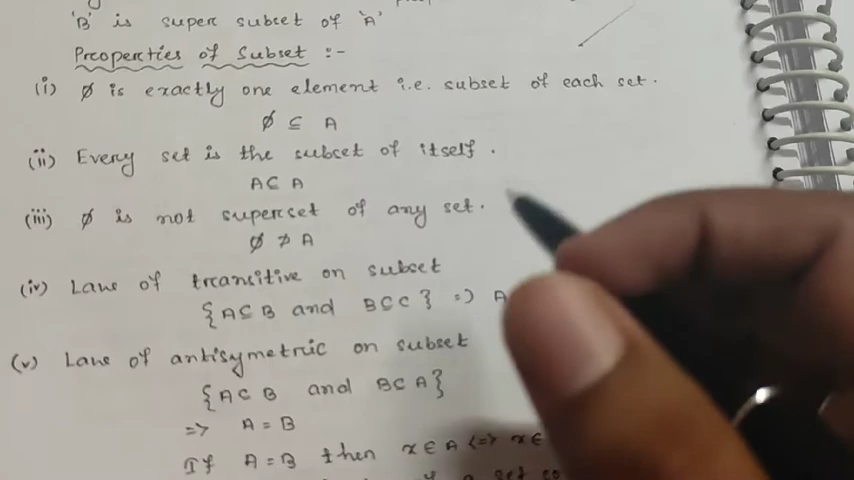 'B' is super subset of 'A'
Properties of Subset :-
(i) ∅ is exactly one element i.e. subset of each set.
∅ ⊆ A
(ii) Every set is the subset of itself.
A ⊆ A
(iii) ∅ is not superset of any set.
∅ ⊅ A
(iv) Laws of transitive on subset
{A ⊆ B and B ⊆ C} => A
(v) Laws of antisymetric on subset
{A ⊂ B and B ⊂ A}
=> A = B
If A = B then x ∈ A <=> x ∈